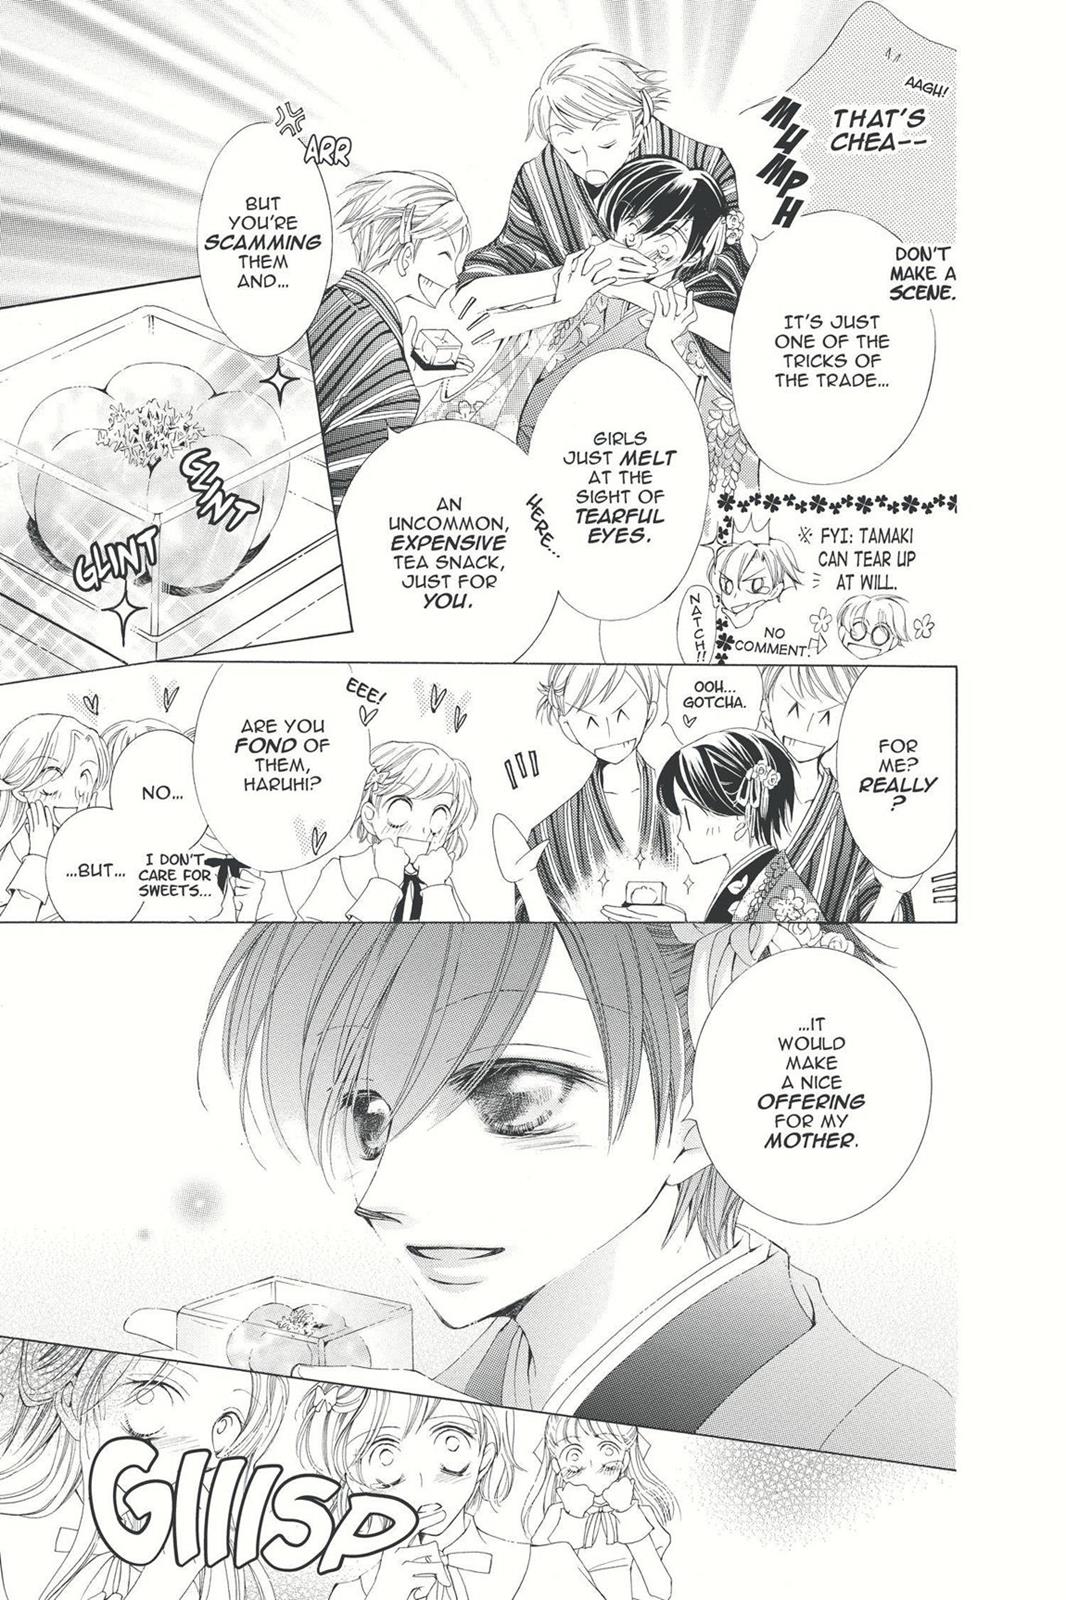 AAGH!
THAT'S
CHEA--
MUMPH
DON'T
MAKE A
SCENE.
IT'S JUST
ONE OF THE
TRICKS OF
THE TRADE...
ARR
BUT
YOU'RE
SCAMMING
THEM
AND...
GIRLS
JUST MELT
AT THE
SIGHT OF
TEARFUL
EYES.
HERE...
AN
UNCOMMON,
EXPENSIVE
TEA SNACK,
JUST FOR
YOU.
※ FYI: TAMAKI
CAN TEAR UP
AT WILL.
NATCH!!
NO
COMMENT.
GLINT
GLINT
FOR
ME?
REALLY
?
OOH...
GOTCHA.
EEE!
ARE YOU
FOND OF
THEM,
HARUHI?
NO...
I DON'T
CARE FOR
SWEETS...
...BUT...
...IT
WOULD
MAKE
A NICE
OFFERING
FOR MY
MOTHER.
GIIISP